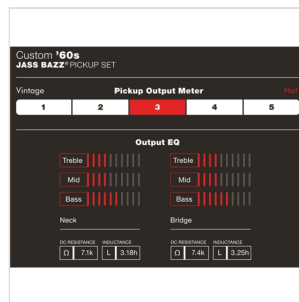 Custom '60s
JASS BAZZ® PICKUP SET
Vintage Pickup Output Meter Hot
1 2 3 4 5
Output EQ
Treble Treble
Mid Mid
Bass Bass
Neck Bridge
DC RESISTANCE INDUCTANCE DC RESISTANCE INDUCTANCE
Ω 7.1k L 3.18h Ω 7.4k L 3.25h